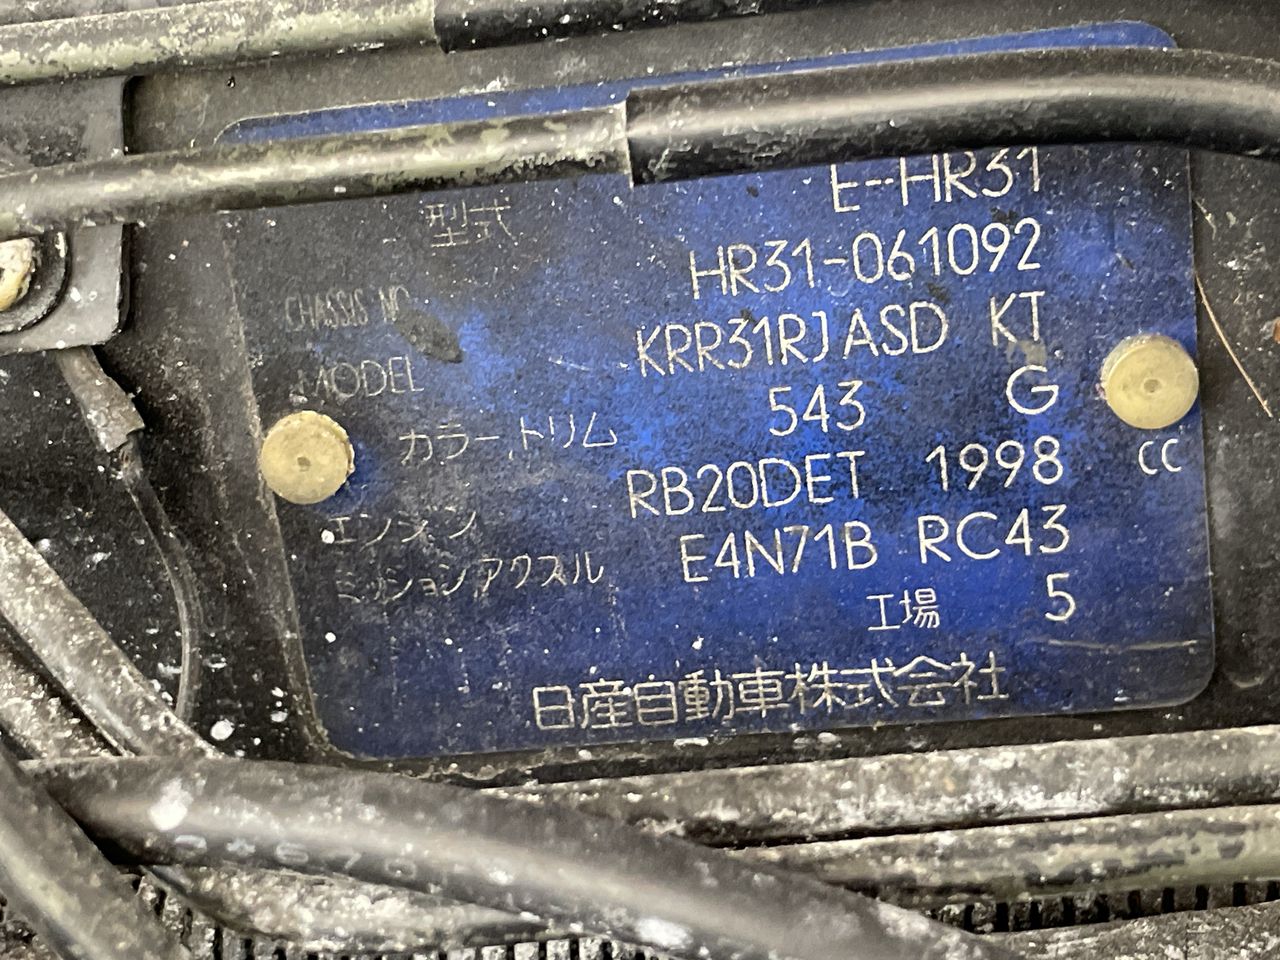 型式 E-HR31
CHASSIS NO. HR31-061092
MODEL KRR31RJASD KT
カラー トリム 543 G
エンジン RB20DET 1998 CC
ミッション アクスル E4N71B RC43
工場 5
日産自動車株式会社